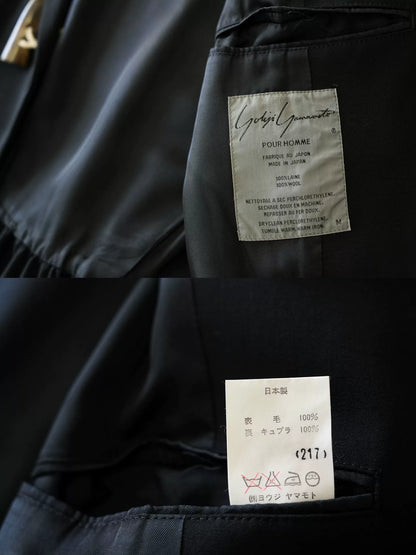 Yohji Yamamoto
®
POUR HOMME
FABRIQUE AU JAPON
MADE IN JAPAN
100%LAINE
100%WOOL
NETTOYAGE A SEC PERCHLORETHYLENE.
SECHAGE DOUX EN MACHINE.
REPASSER AU FER DOUX.
DRYCLEAN PERCLORETHYLENE.
TUMBLE WARM, WARM IRON.
M
日本製
表 毛 100%
裏 キュプラ 100%
(217)
㈱ヨウジ ヤマモト